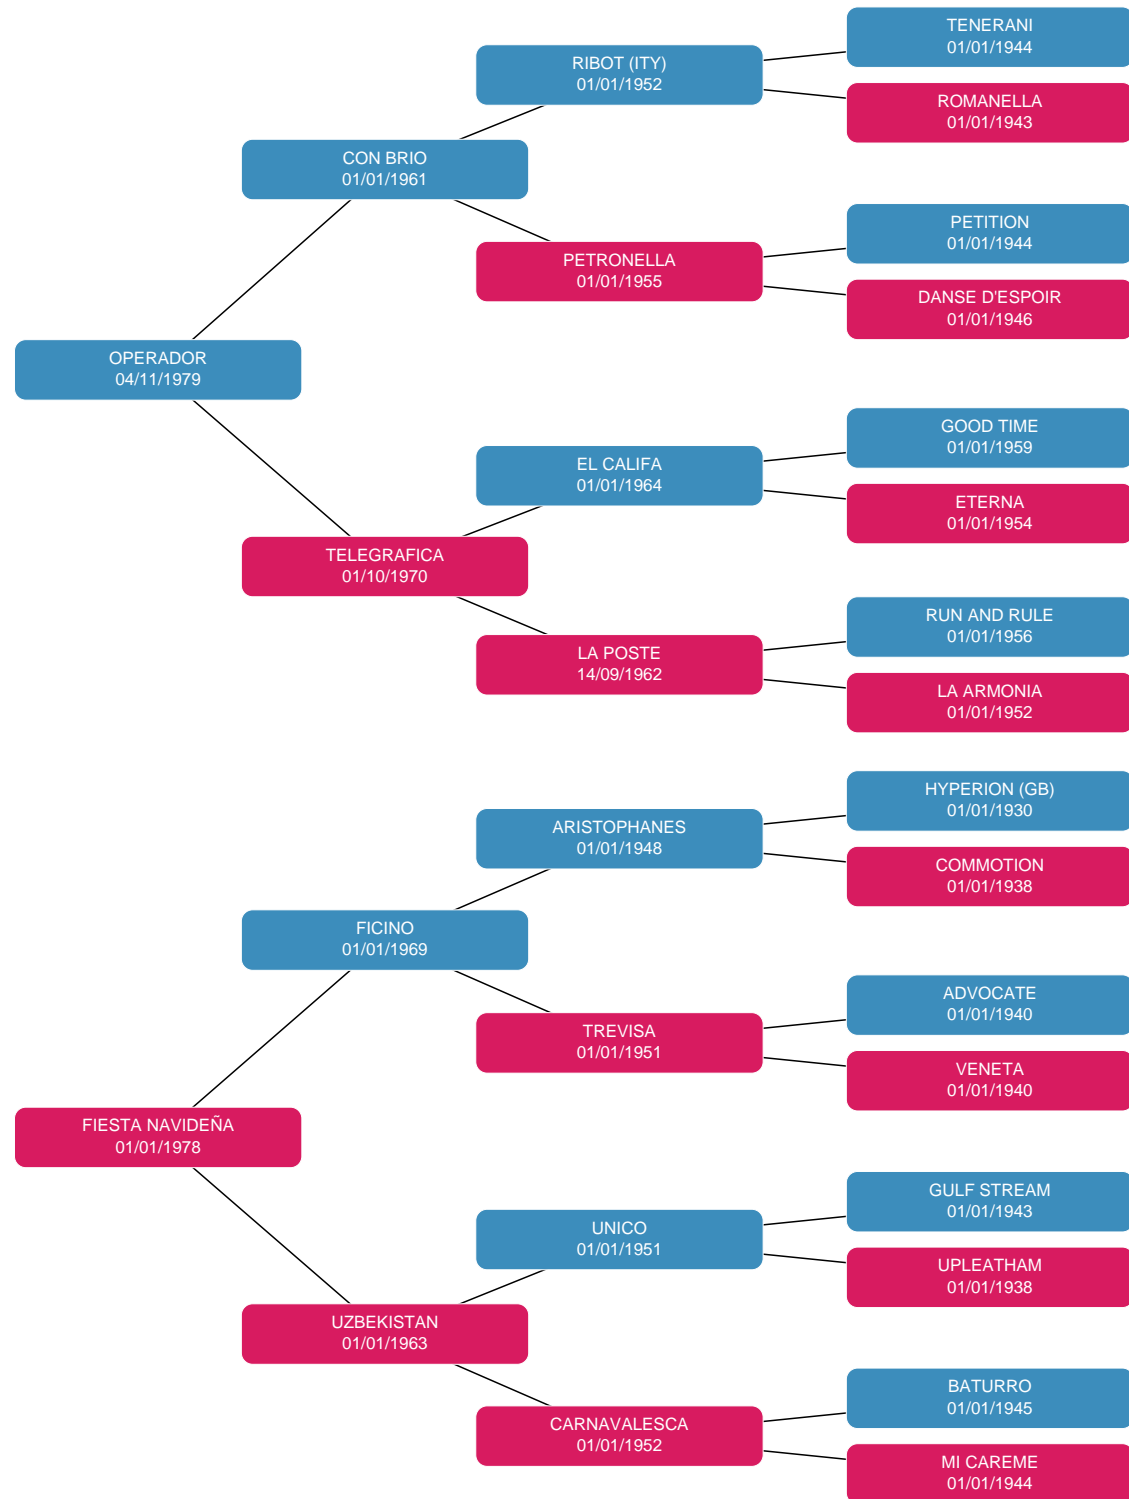 TENERANI
01/01/1944
RIBOT (ITY)
01/01/1952
ROMANELLA
01/01/1943
CON BRIO
01/01/1961
PETITION
01/01/1944
PETRONELLA
01/01/1955
DANSE D'ESPOIR
01/01/1946
OPERADOR
04/11/1979
GOOD TIME
01/01/1959
EL CALIFA
01/01/1964
ETERNA
01/01/1954
TELEGRAFICA
01/10/1970
RUN AND RULE
01/01/1956
LA POSTE
14/09/1962
LA ARMONIA
01/01/1952
HYPERION (GB)
01/01/1930
ARISTOPHANES
01/01/1948
COMMOTION
01/01/1938
FICINO
01/01/1969
ADVOCATE
01/01/1940
TREVISA
01/01/1951
VENETA
01/01/1940
FIESTA NAVIDEÑA
01/01/1978
GULF STREAM
01/01/1943
UNICO
01/01/1951
UPLEATHAM
01/01/1938
UZBEKISTAN
01/01/1963
BATURRO
01/01/1945
CARNAVALESCA
01/01/1952
MI CAREME
01/01/1944